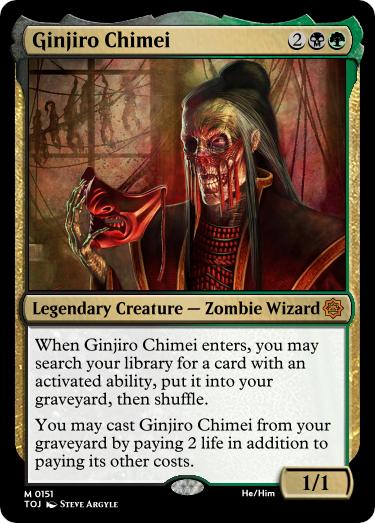 Ginjiro Chimei 2
Legendary Creature — Zombie Wizard
When Ginjiro Chimei enters, you may
search your library for a card with an
activated ability, put it into your
graveyard, then shuffle.
You may cast Ginjiro Chimei from your
graveyard by paying 2 life in addition to
paying its other costs.
1/1
M 0151
TOJ Steve Argyle
He/Him